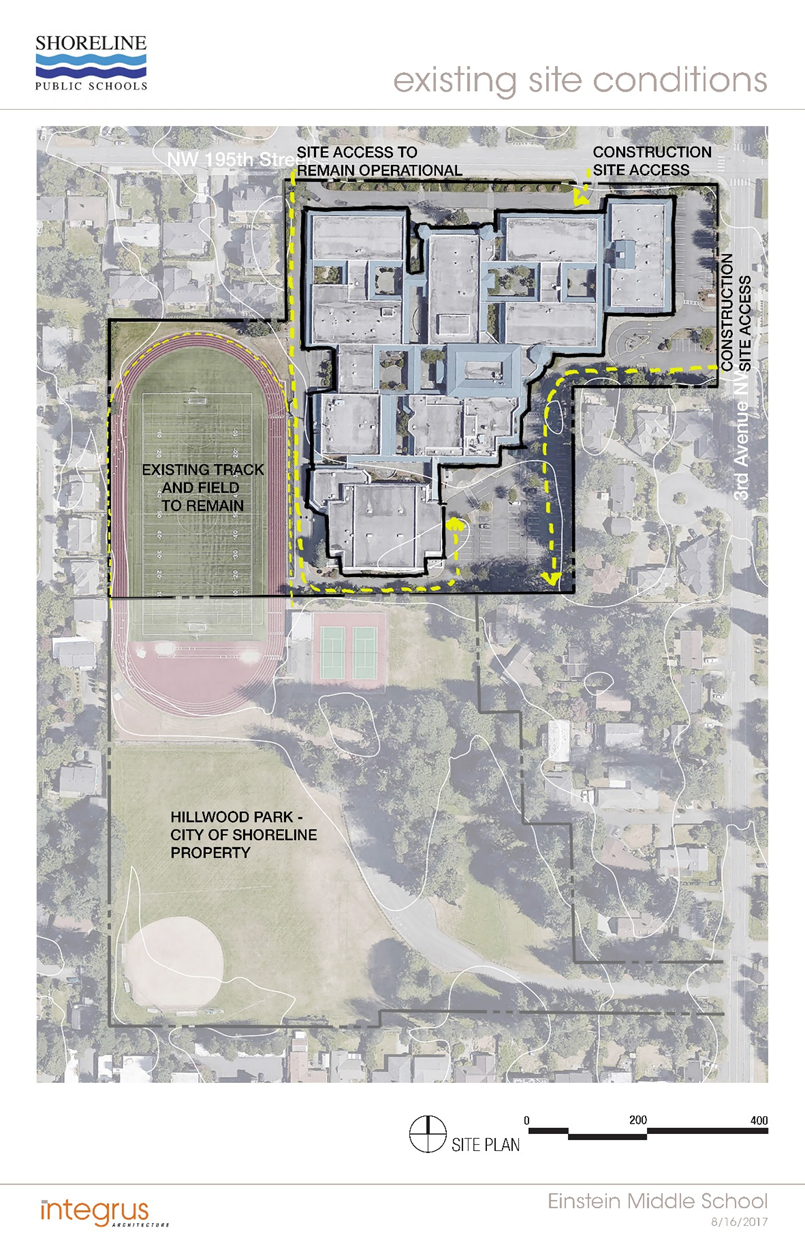 SHORELINE
PUBLIC SCHOOLS
existing site conditions
NW 195th Stree
SITE ACCESS TO
REMAIN OPERATIONAL
CONSTRUCTION
SITE ACCESS
CONSTRUCTION
SITE ACCESS
3rd Avenue NW
EXISTING TRACK
AND FIELD
TO REMAIN
HILLWOOD PARK -
CITY OF SHORELINE
PROPERTY
SITE PLAN
0 200 400
integrus
ARCHITECTURE
Einstein Middle School
8/16/2017